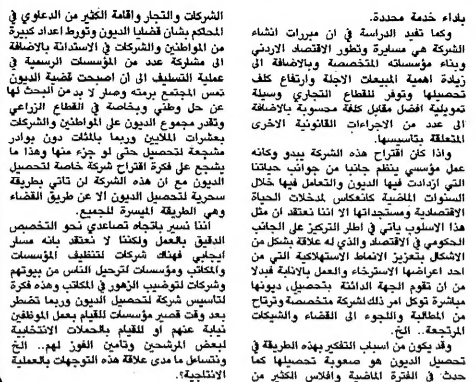 باداء خدمة محددة.
وكما تفيد الدراسة في ان مبررات انشاء
الشركة هي مسايرة وتطور الاقتصاد الاردني
وبناء مؤسساته المتخصصة وبالاضافة الى
زيادة اهمية المبيعات الاجلة وارتفاع كلف
تحصيلها وتوفر للقطاع التجاري وسيلة
تمويلية افضل مقابل كلفة محسوبة بالاضافة
الى عدد من الاجراءات القانونية الاخرى
المتعلقة بتاسيسها.
واذا كان اقتراح هذه الشركة يبدو وكانه
عمل مؤسسي ينظم جانبا من جوانب حياتنا
التي ازدادت فيها الديون والتعامل فيها خلال
السنوات الماضية كانعكاس لمدخلات الحياة
الاقتصادية ومستجداتها الا اننا نعتقد ان مثل
هذا الاسلوب ياتي في اطار التركيز على الجانب
الحكومي في الاقتصاد والذي له علاقة بشكل من
الاشكال بتعزيز الانماط الاستهلاكية التي من
احد اعراضها الاسترخاء والعمل بالانابة فبدلا
من ان تقوم الجهة الدائنة بتحصيل ديونها
مباشرة توكل امر ذلك لشركة متخصصة وترتاح
من المطالبة واللجوء الى القضاء والشيكات
المرتجعة.. الخ.
وقد يكون من اسباب التفكير بهذه الطريقة في
تحصيل الديون هو صعوبة تحصيلها كما
حدث في الفترة الماضية وافلاس الكثير من
الشركات والتجار واقامة الكثير من الدعاوي في
المحاكم بشان قضايا الديون وتورط اعداد كبيرة
من المواطنين والشركات في الاستدانة بالاضافة
الى مشاركة عدد من المؤسسات الرسمية في
عملية التسليف الى ان اصبحت قضية الديون
تمس المجتمع برمته وصار لا بد من البحث لها
عن حل وطني وبخاصة في القطاع الزراعي
وتقدر مجموع الديون على المواطنين والشركات
بعشرات الملايين وربما بالمئات دون بوادر
مشجعة لتحصيل حتى لو جزء منها وهذا ما
يشجع على فكرة اقتراح شركة خاصة لتحصيل
الديون مع ان هذه الشركة لن تاتي بطريقة
سحرية لتحصيل الديون الا عن طريق القضاء
وهي الطريقة الميسرة للجميع.
اننا نسير باتجاه تصاعدي نحو التخصص
الدقيق بالعمل ولكننا لا نعتقد بانه مسار
ايجابي فهناك شركات لتنظيف المؤسسات
والمكاتب ومؤسسات لترحيل الناس من بيوتهم
وشركات لتوضيب الزهور في المكاتب وهذه فكرة
لتاسيس شركة لتحصيل الديون وربما تضطر
بعد وقت قصير مؤسسات للقيام بعمل الموظفين
نيابة عنهم او للقيام بالحملات الانتخابية
لبعض المرشحين وتامين الفوز لهم.. الخ
ونتساءل ما مدى علاقة هذه التوجهات بالعملية
الانتاجية؟.